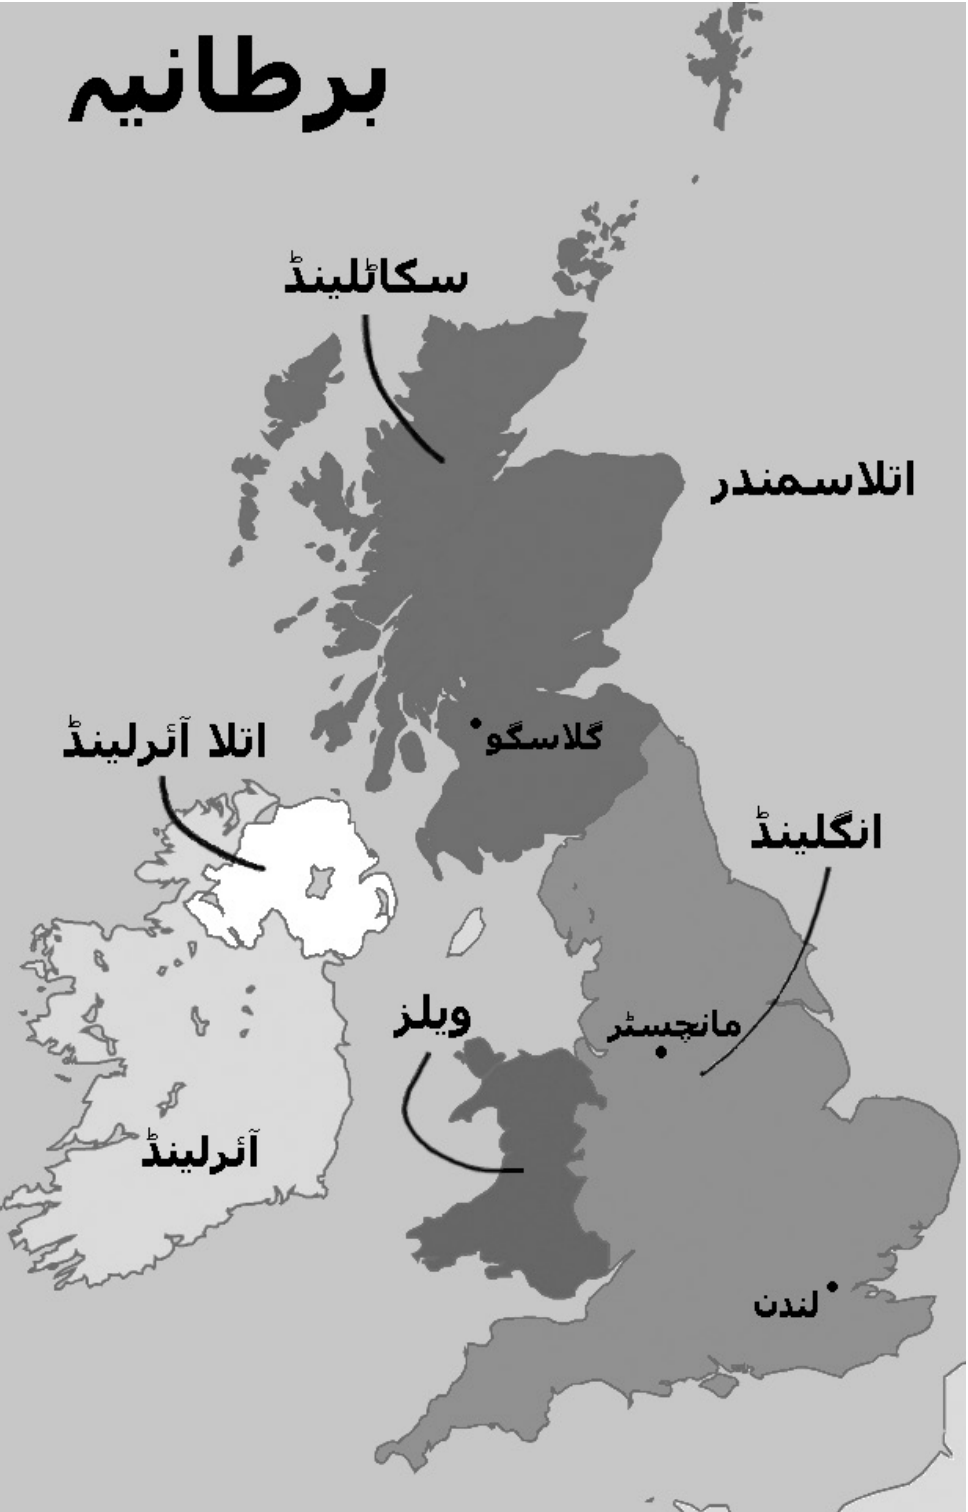 برطانیہ
سکاٹلینڈ
اتلاسمندر
گلاسگو
اتلا آئرلینڈ
انگلینڈ
ویلز
مانچسٹر
آئرلینڈ
لندن